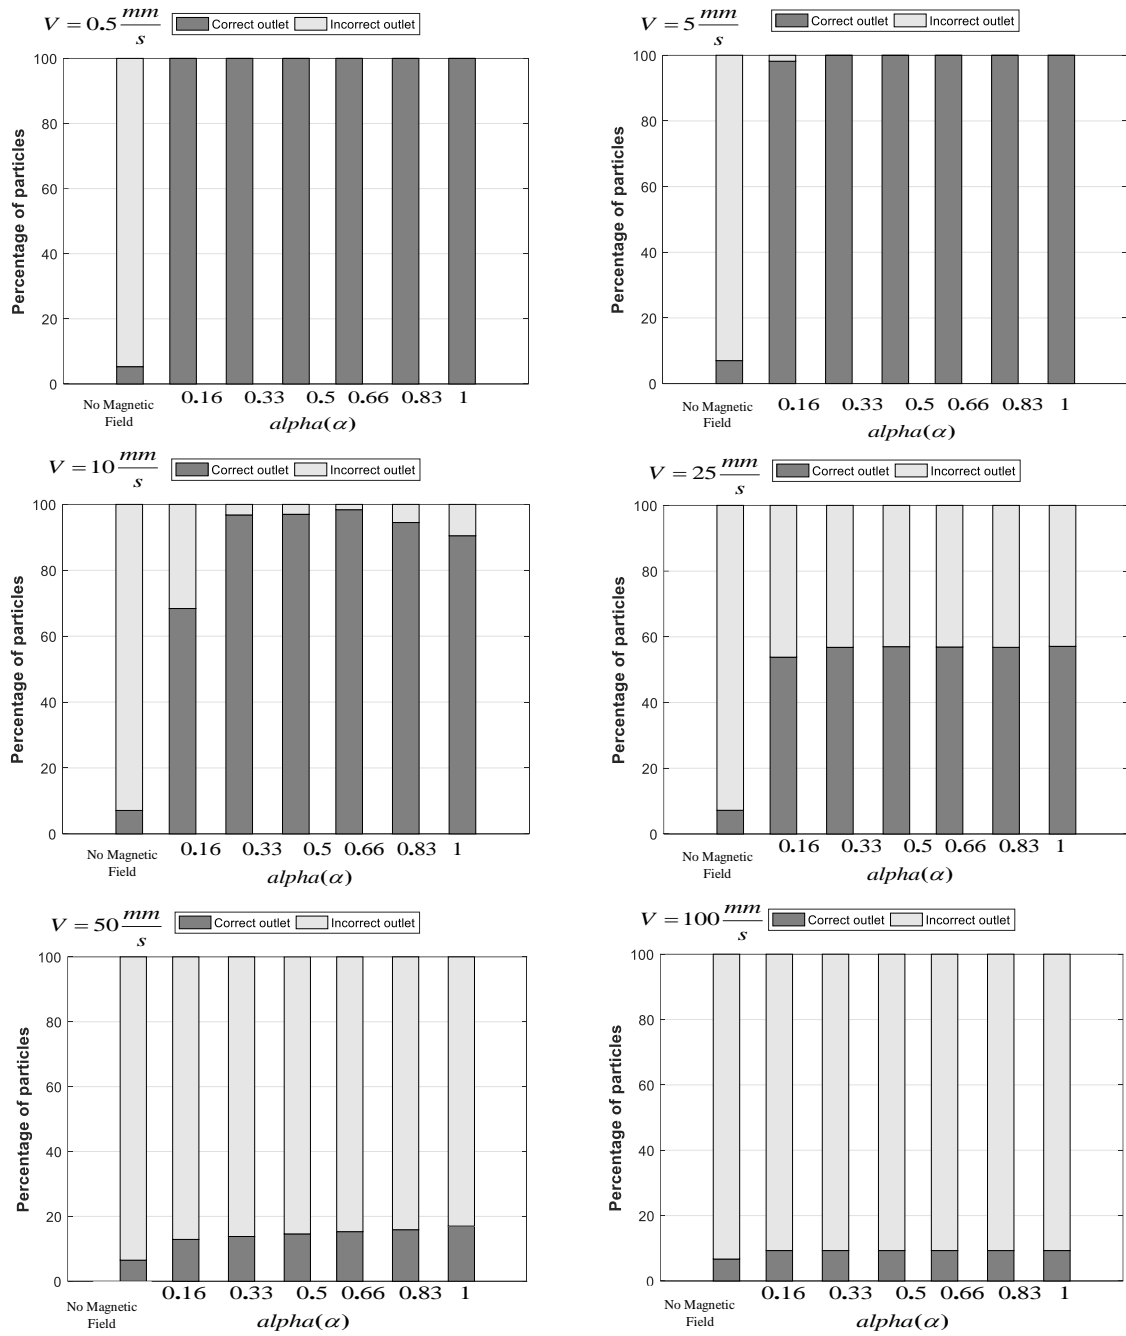 V = 0.5 mm/s
Correct outlet Incorrect outlet
Percentage of particles
100
80
60
40
20
0
No Magnetic
Field
0.16 0.33 0.5 0.66 0.83 1
alpha(α)
V = 5 mm/s
Correct outlet Incorrect outlet
Percentage of particles
100
80
60
40
20
0
No Magnetic
Field
0.16 0.33 0.5 0.66 0.83 1
alpha(α)
V = 10 mm/s
Correct outlet Incorrect outlet
Percentage of particles
100
80
60
40
20
0
No Magnetic
Field
0.16 0.33 0.5 0.66 0.83 1
alpha(α)
V = 25 mm/s
Correct outlet Incorrect outlet
Percentage of particles
100
80
60
40
20
0
No Magnetic
Field
0.16 0.33 0.5 0.66 0.83 1
alpha(α)
V = 50 mm/s
Correct outlet Incorrect outlet
Percentage of particles
100
80
60
40
20
0
No Magnetic
Field
0.16 0.33 0.5 0.66 0.83 1
alpha(α)
V = 100 mm/s
Correct outlet Incorrect outlet
Percentage of particles
100
80
60
40
20
0
No Magnetic
Field
0.16 0.33 0.5 0.66 0.83 1
alpha(α)